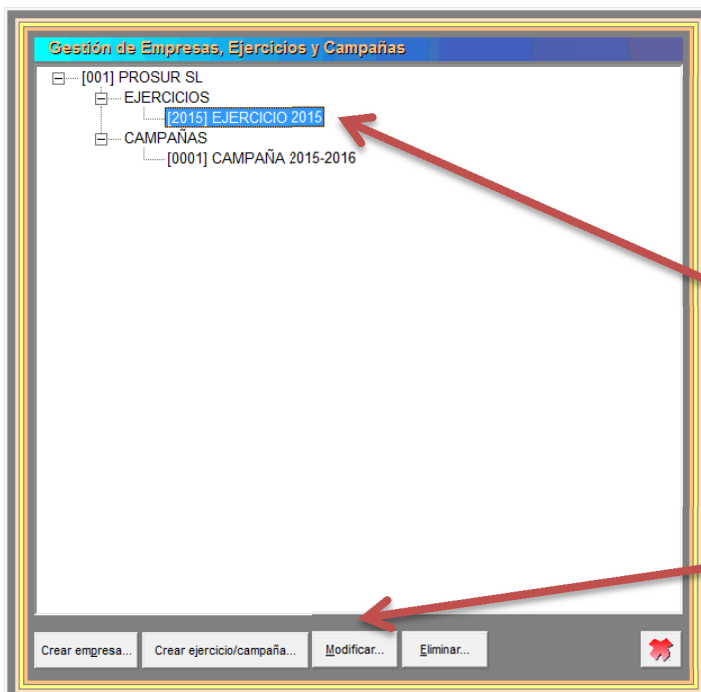 Gestión de Empresas, Ejercicios y Campañas
[001] PROSUR SL
EJERCICIOS
[2015] EJERCICIO 2015
CAMPAÑAS
[0001] CAMPAÑA 2015-2016
Crear empresa... Crear ejercicio/campaña... Modificar... Eliminar...